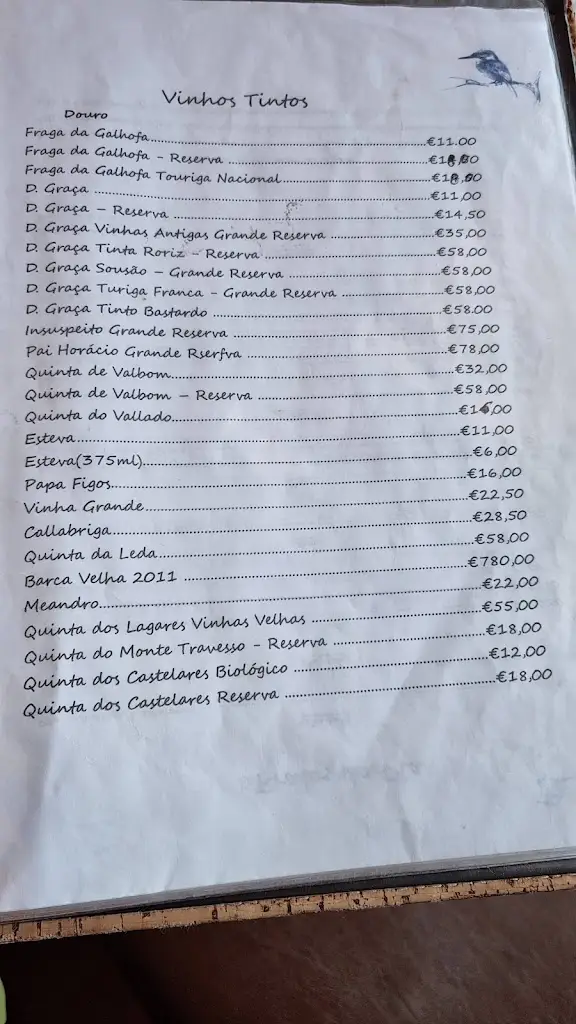 Vinhos Tintos
Douro
Fraga da Galhofa..........€11.00
Fraga da Galhofa - Reserva ..........€18,00
Fraga da Galhofa Touriga Nacional..........€18,00
D. Graça ..........€11,00
D. Graça – Reserva ..........€14,50
D. Graça Vinhas Antigas Grande Reserva ..........€35,00
D. Graça Tinta Roriz – Reserva ..........€58,00
D. Graça Sousão – Grande Reserva ..........€58,00
D. Graça Turiga Franca - Grande Reserva ..........€58,00
D. Graça Tinto Bastardo ..........€58.00
Insuspeito Grande Reserva ..........€75,00
Pai Horácio Grande Rserfva ..........€78,00
Quinta de Valbom..........€32,00
Quinta de Valbom – Reserva ..........€58,00
Quinta do Vallado..........
Esteva..........€11,00
Esteva(375ml)..........€6,00
Papa Figos..........€16,00
Vinha Grande..........€22,50
Callabriga..........€28,50
Quinta da Leda..........€58,00
Barca Velha 2011 ..........€780,00
Meandro..........€22,00
Quinta dos Lagares Vinhas Velhas ..........€55,00
Quinta do Monte Travesso - Reserva ..........€18,00
Quinta dos Castelares Biológico ..........€12,00
Quinta dos Castelares Reserva ..........€18,00